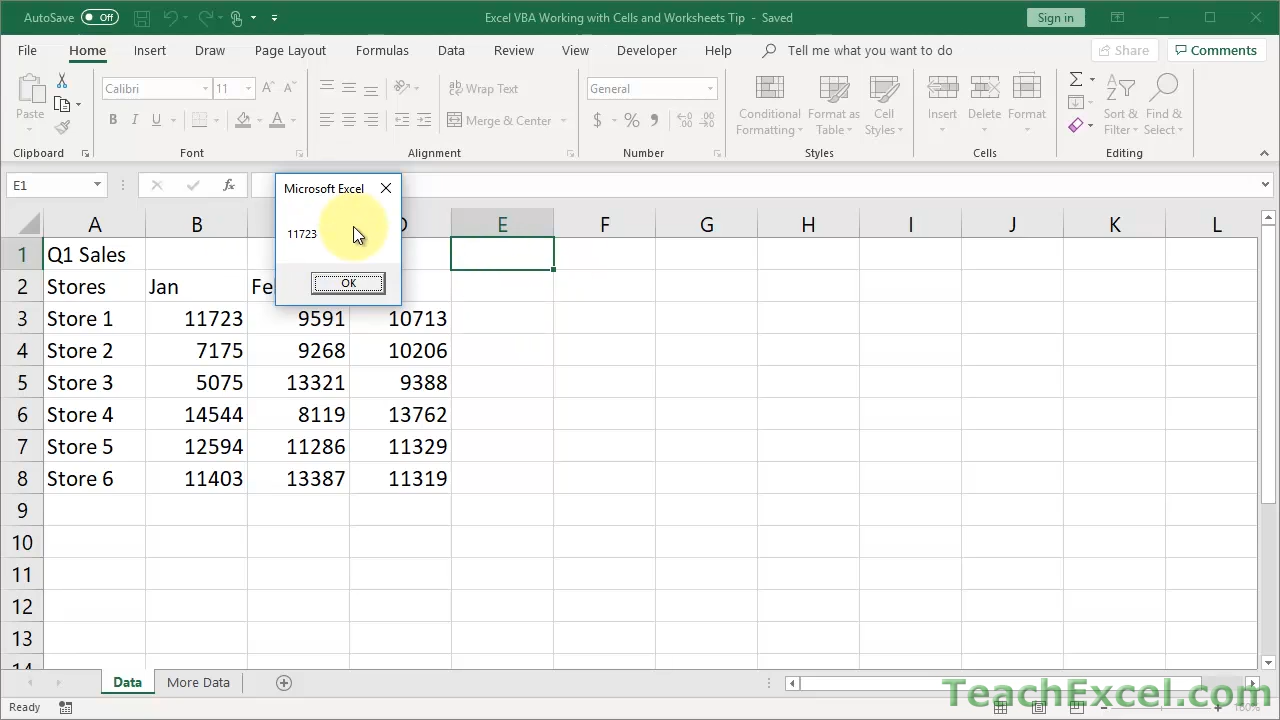 AutoSave Off Excel VBA Working with Cells and Worksheets Tip - Saved Sign in
File Home Insert Draw Page Layout Formulas Data Review View Developer Help Tell me what you want to do Share Comments
Paste
Clipboard
Calibri 11
B I U
Font
Wrap Text
Merge & Center
Alignment
General
$ % 9
Number
Conditional Formatting
Format as Table
Cell Styles
Styles
Insert
Delete
Format
Cells
Sort & Filter
Find & Select
Editing
E1 fx
Microsoft Excel
11723
OK
A B D E F G H I J K L
1 Q1 Sales
2 Stores Jan Fe
3 Store 1 11723 9591 10713
4 Store 2 7175 9268 10206
5 Store 3 5075 13321 9388
6 Store 4 14544 8119 13762
7 Store 5 12594 11286 11329
8 Store 6 11403 13387 11319
9
10
11
12
13
14
Data More Data
TeachExcel.com
Ready 100%